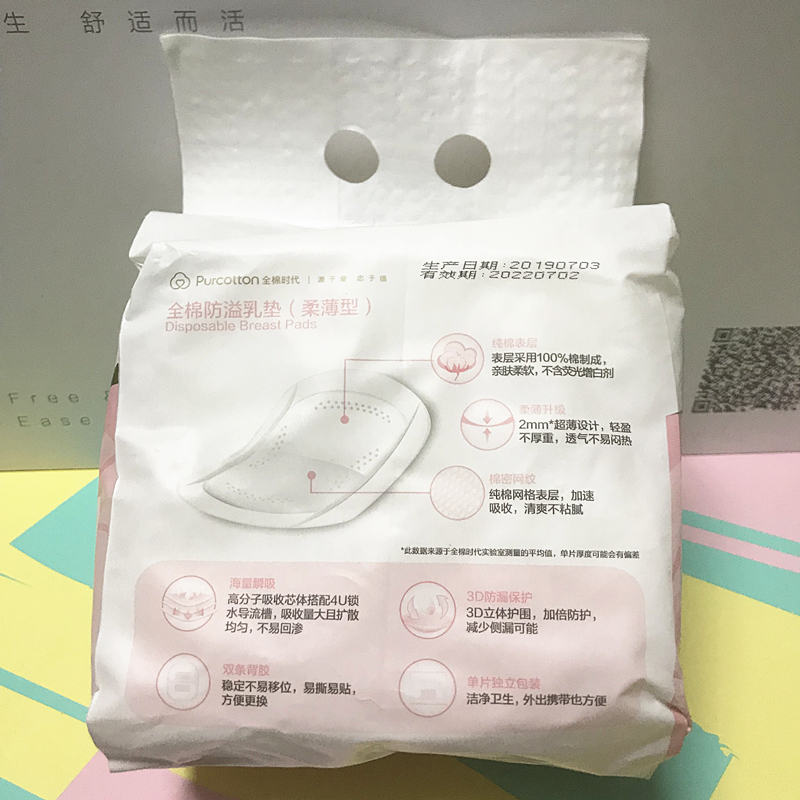 生 舒适而活
Purcotton 全棉时代 | 源于爱 忠于值
生产日期:20190703
有效期:20220702
全棉防溢乳垫（柔薄型）
Disposable Breast Pads
纯棉表层
表层采用100%棉制成，
亲肤柔软，不含荧光增白剂
柔薄升级
2mm*超薄设计，轻盈
不厚重，透气不易闷热
棉密网纹
纯棉网格表层，加速
吸收，清爽不粘腻
*此数据来源于全棉时代实验室测量的平均值，单片厚度可能会有偏差
Free &
Ease
海量瞬吸
高分子吸收芯体搭配4U锁
水导流槽，吸收量大且扩散
均匀，不易回渗
3D防漏保护
3D立体护围，加倍防护，
减少侧漏可能
双条背胶
稳定不易移位，易撕易贴，
方便更换
单片独立包装
洁净卫生，外出携带也方便